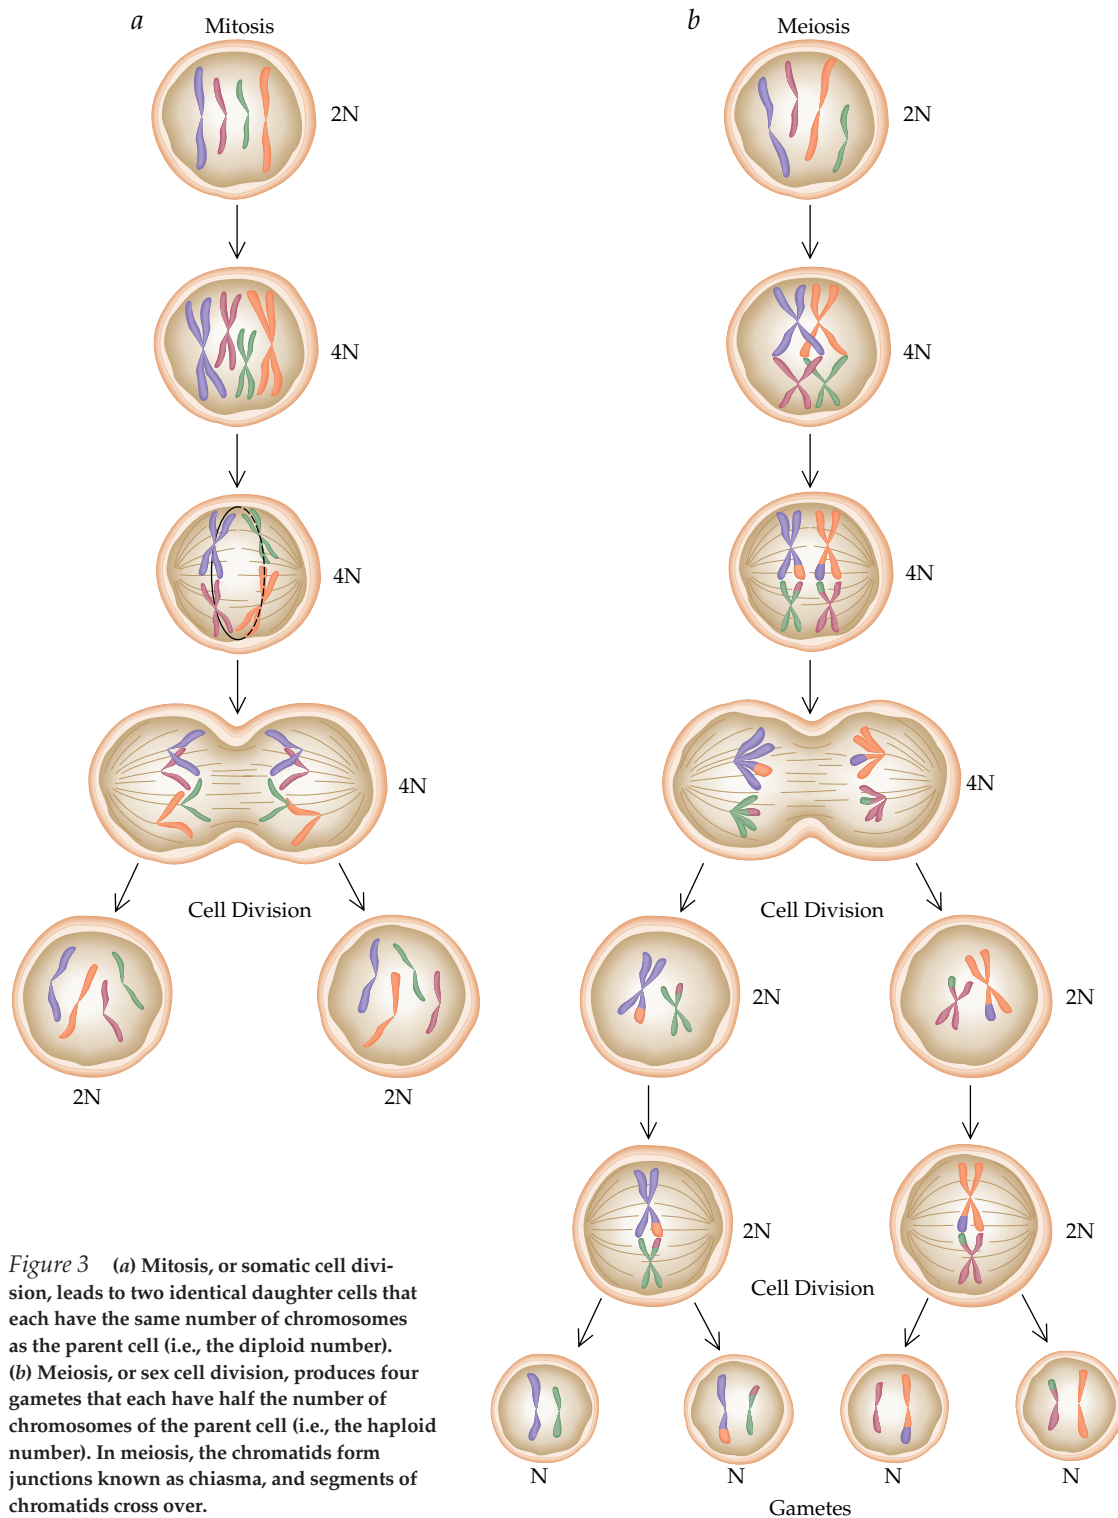 a
Mitosis
2N
4N
4N
4N
Cell Division
2N
2N
b
Meiosis
2N
4N
4N
4N
Cell Division
2N
2N
2N
2N
Cell Division
N
N
N
N
Gametes
Figure 3 (a) Mitosis, or somatic cell divi-
sion, leads to two identical daughter cells that
each have the same number of chromosomes
as the parent cell (i.e., the diploid number).
(b) Meiosis, or sex cell division, produces four
gametes that each have half the number of
chromosomes of the parent cell (i.e., the haploid
number). In meiosis, the chromatids form
junctions known as chiasma, and segments of
chromatids cross over.